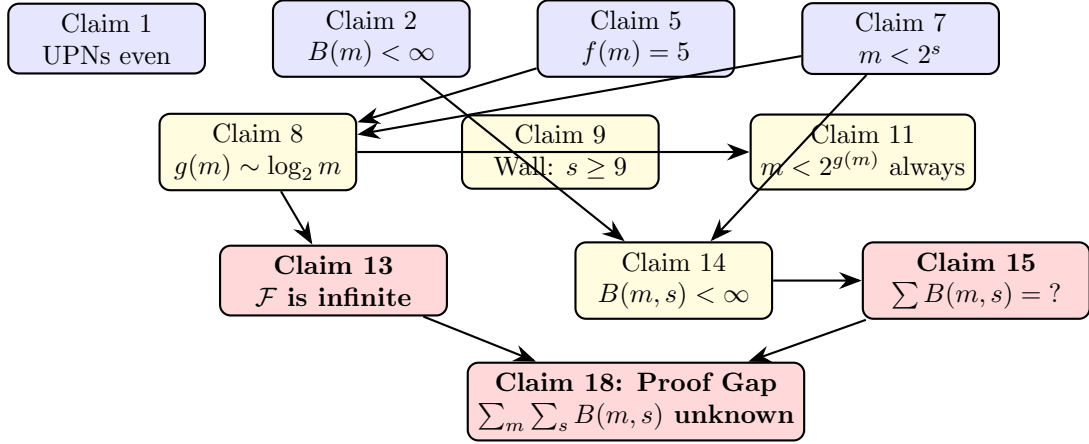 Claim 1
UPNs even
Claim 2
B(m) < ∞
Claim 5
f(m) = 5
Claim 7
m < 2^s
Claim 8
g(m) ∼ log₂ m
Claim 9
Wall: s ≥ 9
Claim 11
m < 2^{g(m)} always
Claim 13
ℱ is infinite
Claim 14
B(m, s) < ∞
Claim 15
∑ B(m, s) = ?
Claim 18: Proof Gap
∑_m ∑_s B(m, s) unknown